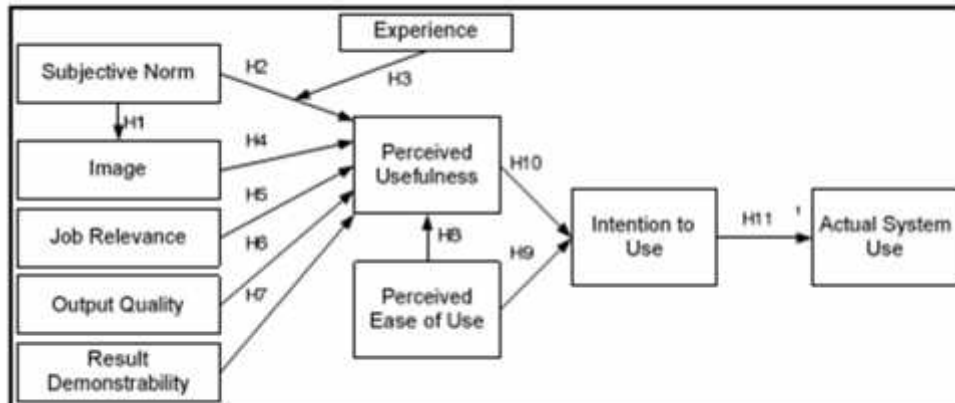 Experience
Subjective Norm
H2
H3
H1
Image
H4
Perceived
Usefulness
H10
H5
Job Relevance
H6
H8
Intention to
Use
H11
Actual System
Use
H9
Output Quality
H7
Perceived
Ease of Use
Result
Demonstrability